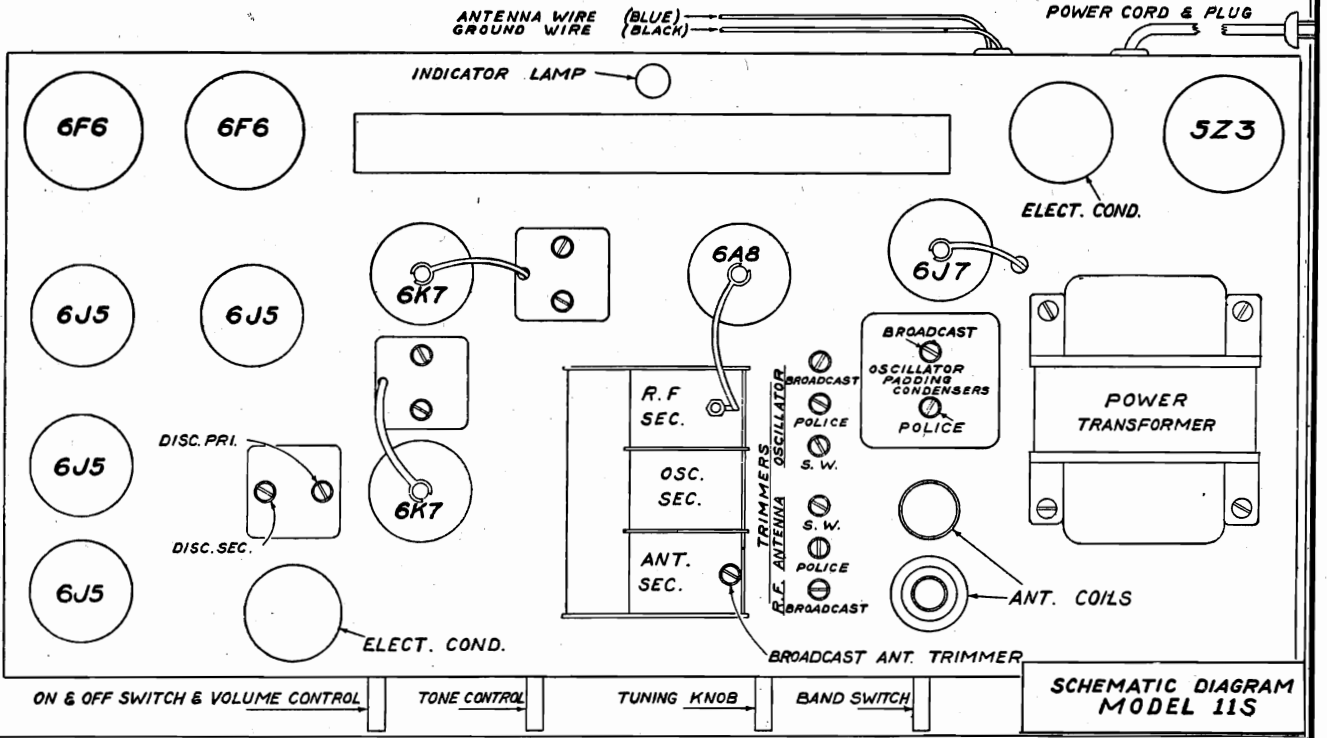 ANTENNA WIRE (BLUE)
GROUND WIRE (BLACK)
POWER CORD & PLUG
INDICATOR LAMP
6F6
6F6
5Z3
ELECT. COND.
6K7
6A8
6J7
6J5
6J5
BROADCAST
OSCILLATOR
PADDING
CONDENSERS
POLICE
POWER
TRANSFORMER
R.F
SEC.
OSC.
SEC.
ANT.
SEC.
TRIMMERS
OSCILLATOR
BROADCAST
POLICE
S.W.
R.F. ANTENNA
S.W.
POLICE
BROADCAST
DISC. PRI.
6J5
6K7
DISC. SEC.
6J5
ANT. COILS
ELECT. COND.
BROADCAST ANT. TRIMMER
ON & OFF SWITCH & VOLUME CONTROL
TONE CONTROL
TUNING KNOB
BAND SWITCH
SCHEMATIC DIAGRAM
MODEL 11S